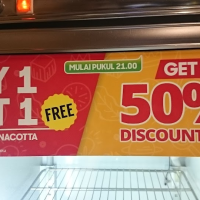 MULAI PUKUL 21.00
Y 1
T 1
FREE
NACOTTA
GET
50%
DISCOUNT